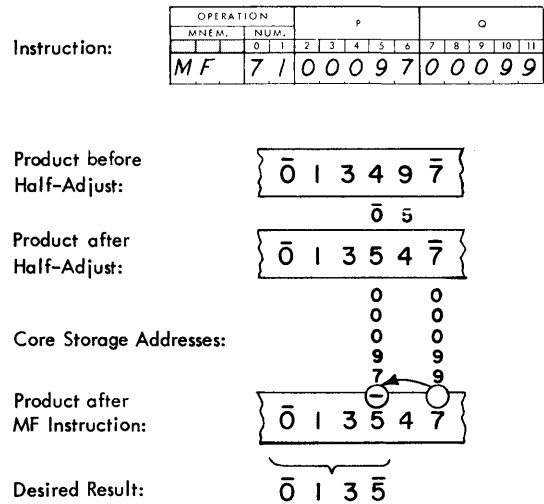 OPERATION P Q
MNEM. NUM.
0 1 2 3 4 5 6 7 8 9 10 11
Instruction: M F 7 1 0 0 0 9 7 0 0 0 9 9
Product before
Half-Adjust: 0̅ 1 3 4 9 7̅
0̅ 5
Product after
Half-Adjust: 0̅ 1 3 5 4 7̅
0 0
0 0
0 0
Core Storage Addresses:
9 9
7 9
Product after
MF Instruction: 0̅ 1 3 5 4 7
Desired Result: 0̅ 1 3 5̅